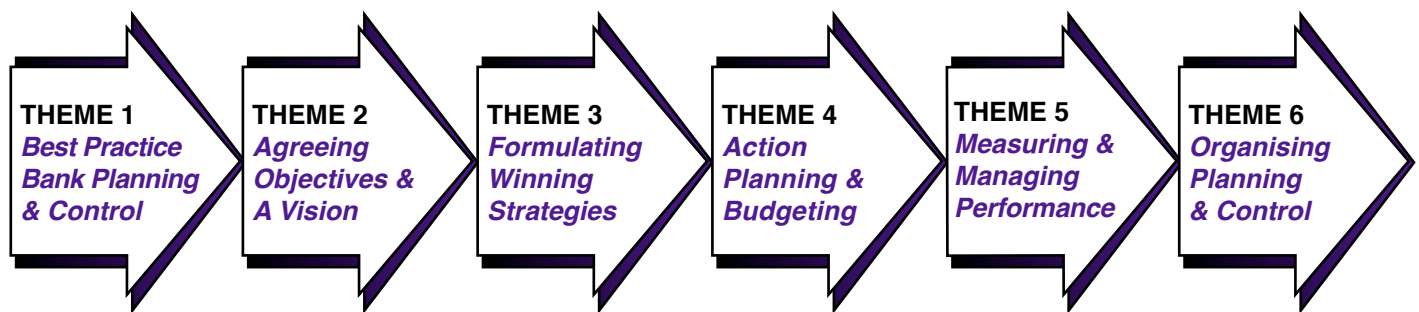 THEME 1
Best Practice
Bank Planning
& Control
THEME 2
Agreeing
Objectives &
A Vision
THEME 3
Formulating
Winning
Strategies
THEME 4
Action
Planning &
Budgeting
THEME 5
Measuring &
Managing
Performance
THEME 6
Organising
Planning
& Control